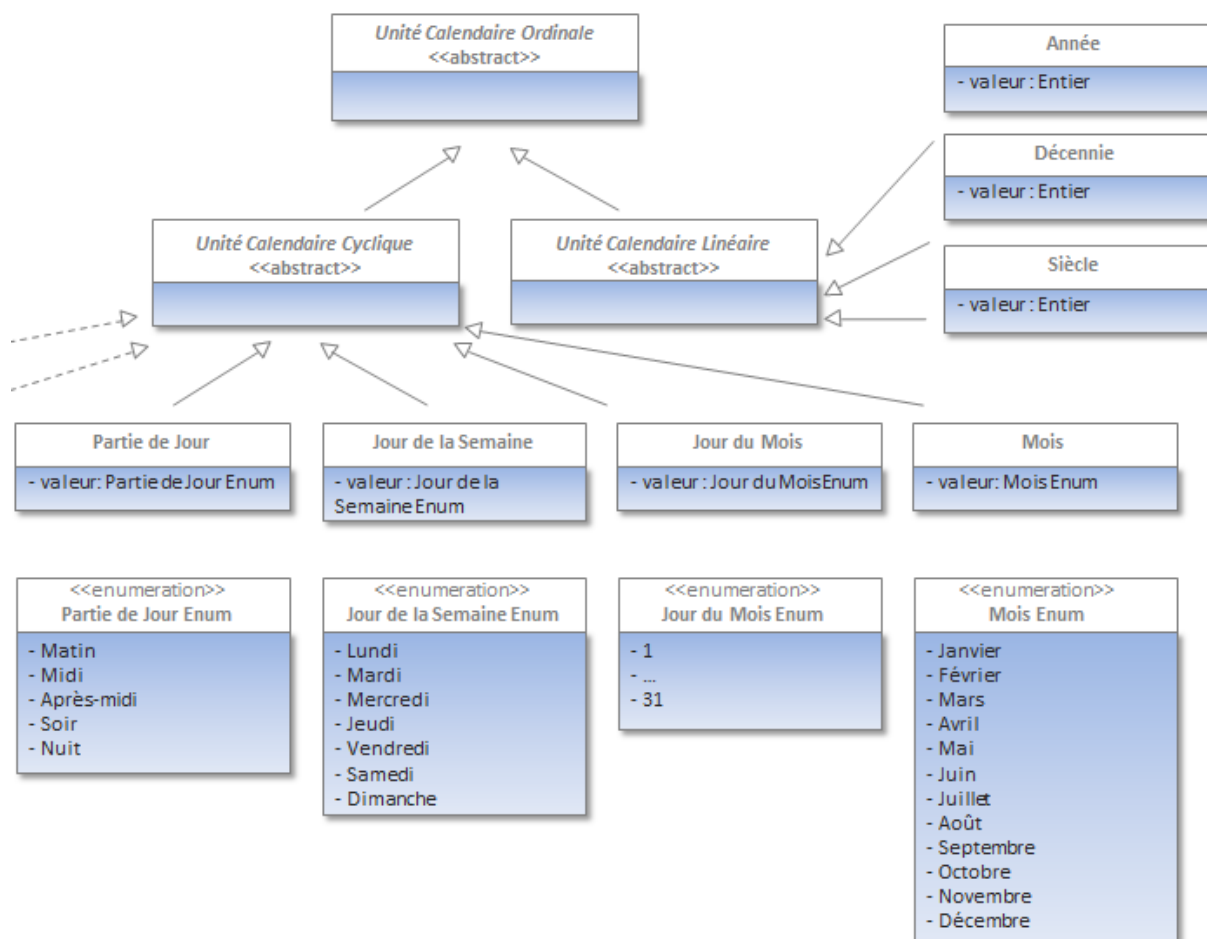 Unité Calendaire Ordinale
<<abstract>>
Année
- valeur : Entier
Décennie
- valeur : Entier
Siècle
- valeur : Entier
Unité Calendaire Cyclique
<<abstract>>
Unité Calendaire Linéaire
<<abstract>>
Partie de Jour
- valeur: Partie de Jour Enum
Jour de la Semaine
- valeur : Jour de la
Semaine Enum
Jour du Mois
- valeur : Jour du Mois Enum
Mois
- valeur: Mois Enum
<<enumeration>>
Partie de Jour Enum
- Matin
- Midi
- Après-midi
- Soir
- Nuit
<<enumeration>>
Jour de la Semaine Enum
- Lundi
- Mardi
- Mercredi
- Jeudi
- Vendredi
- Samedi
- Dimanche
<<enumeration>>
Jour du Mois Enum
- 1
- ...
- 31
<<enumeration>>
Mois Enum
- Janvier
- Février
- Mars
- Avril
- Mai
- Juin
- Juillet
- Août
- Septembre
- Octobre
- Novembre
- Décembre